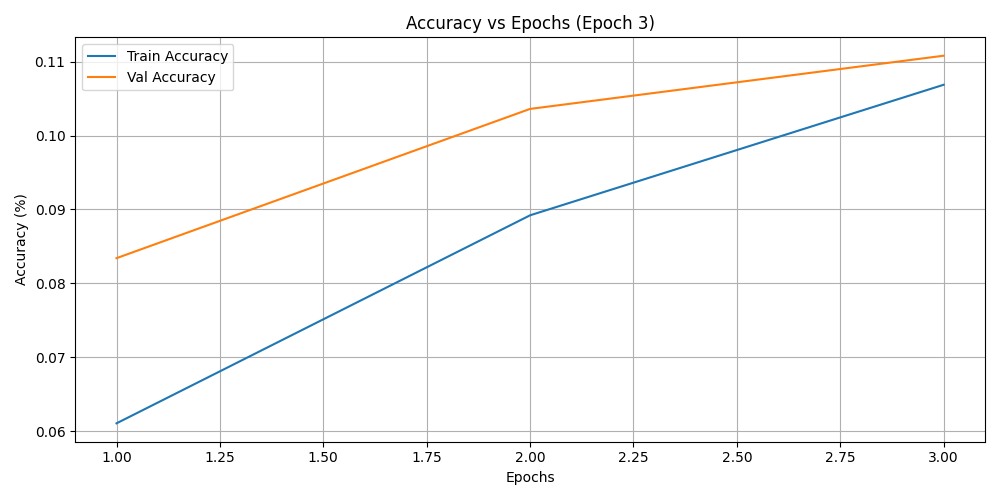 Accuracy vs Epochs (Epoch 3)
Train Accuracy
Val Accuracy
Accuracy (%)
0.11
0.10
0.09
0.08
0.07
0.06
1.00 1.25 1.50 1.75 2.00 2.25 2.50 2.75 3.00
Epochs